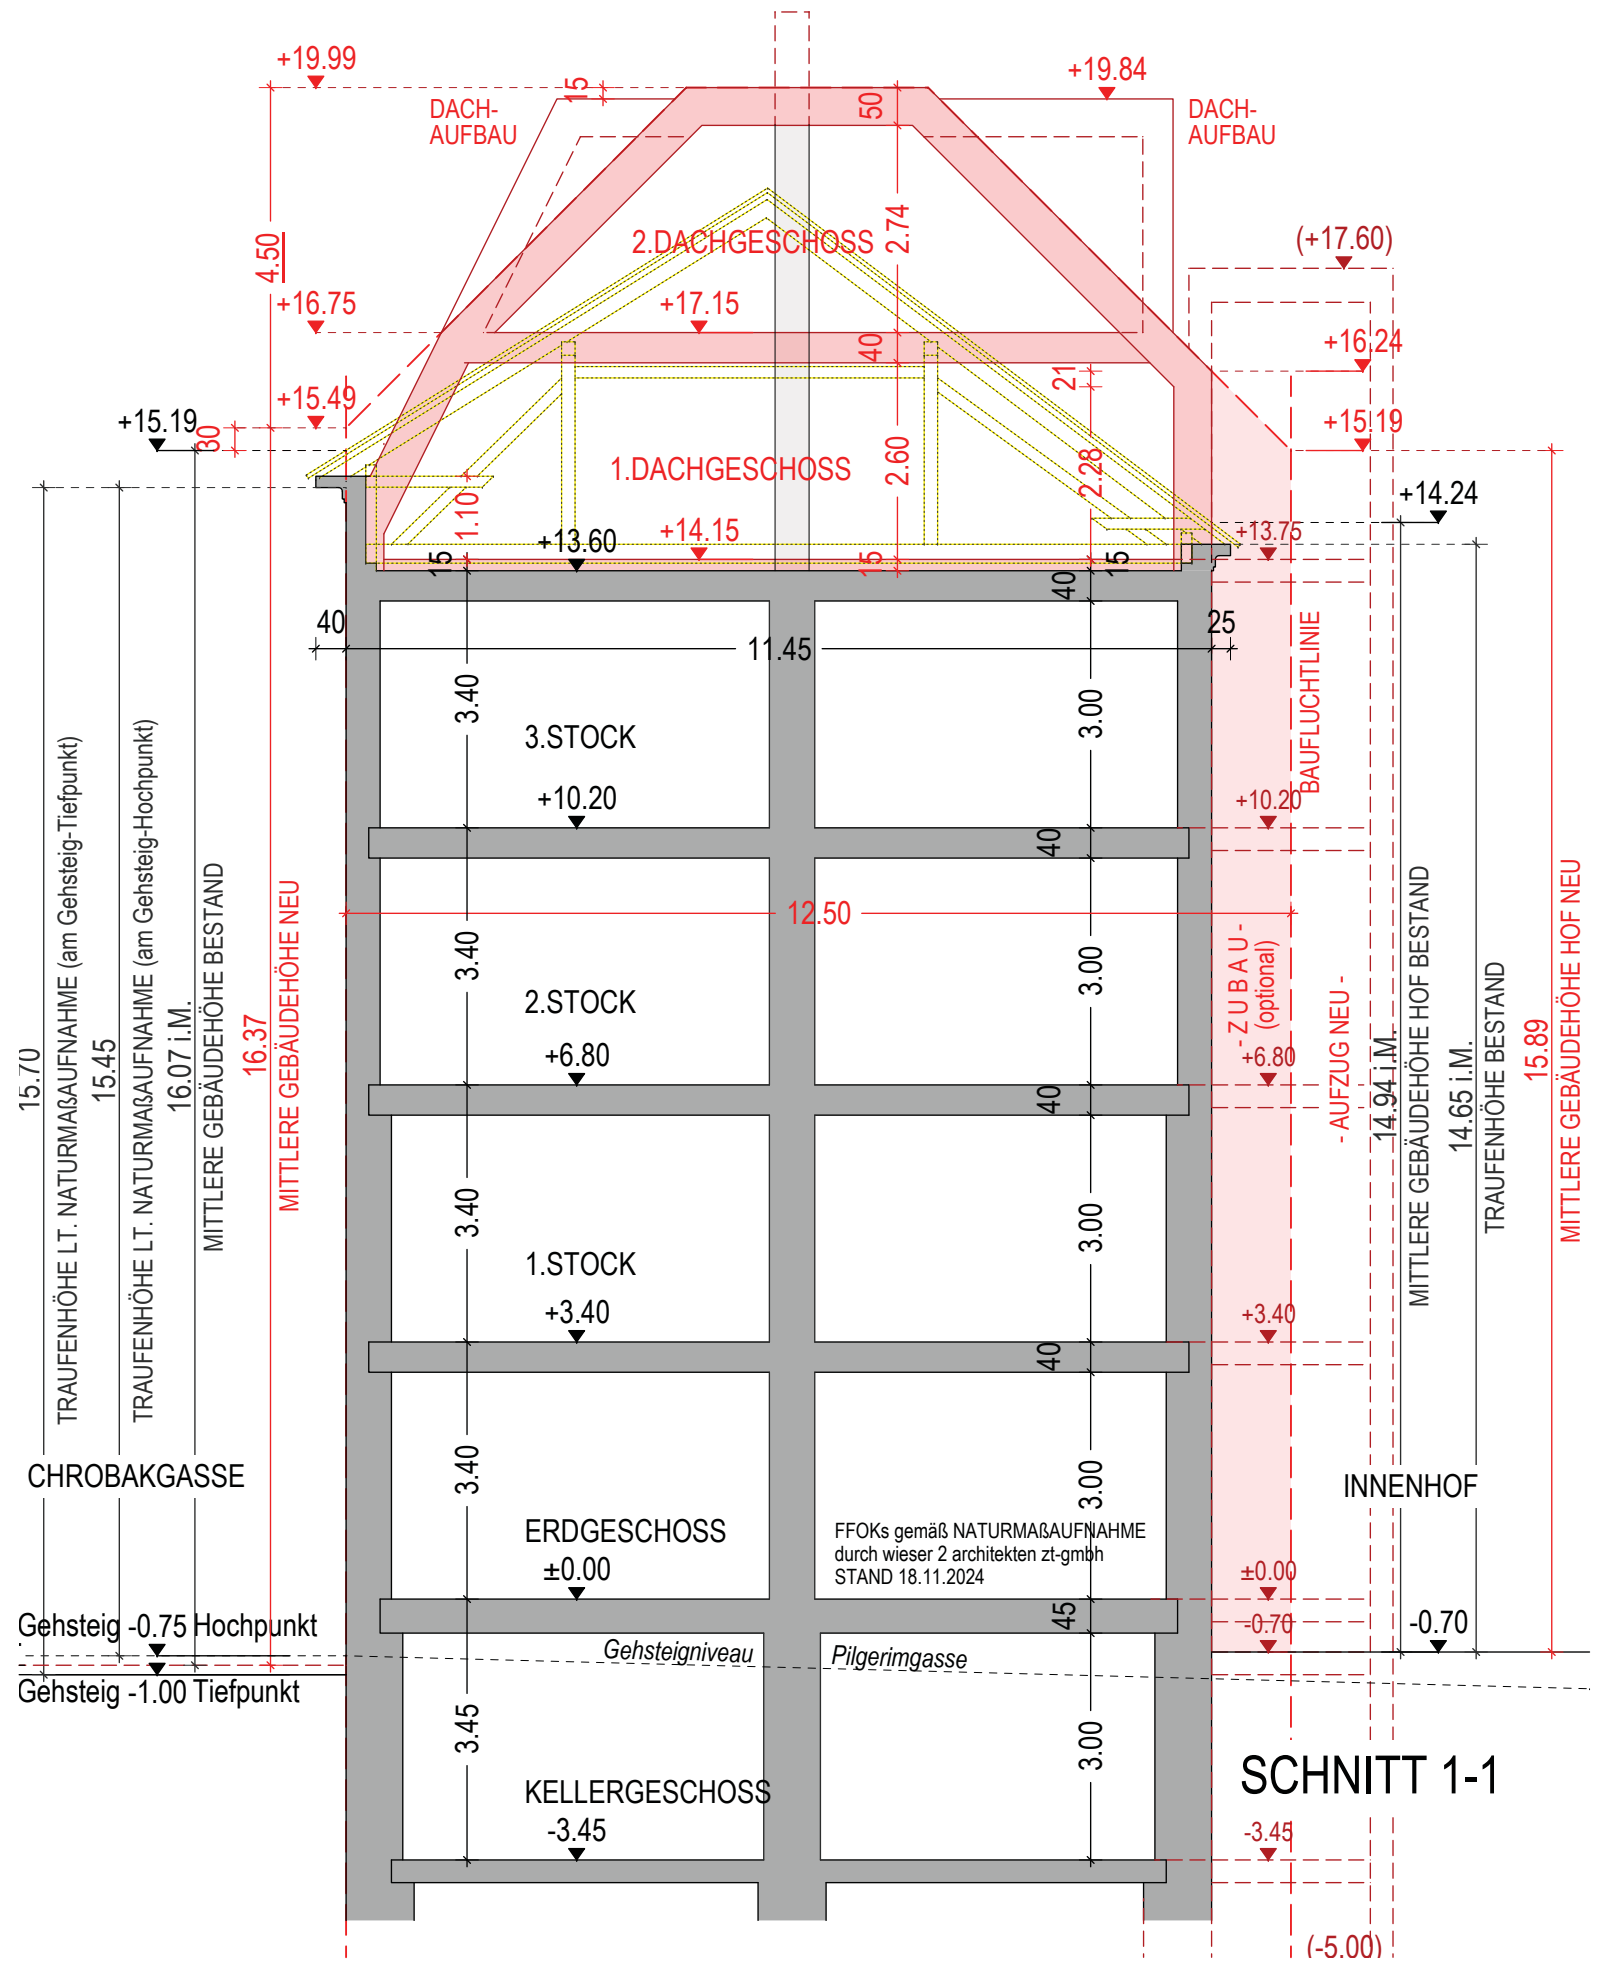 +19.99
15
DACH-
AUFBAU
50
+19.84
DACH-
AUFBAU
4.50
2.DACHGESCHOSS
2.74
(+17.60)
+16.75
+17.15
40
+16.24
21
+15.49
+15.19
30
+15.19
1.DACHGESCHOSS
2.60
2.28
1.10
+14.24
+13.60
+14.15
+13.75
15
15
15
40
40
11.45
25
3.40
3.00
3.STOCK
BAUFLUCHTLINIE
+10.20
+10.20
40
12.50
3.40
3.00
2.STOCK
- Z U B A U -
(optional)
+6.80
+6.80
40
- AUFZUG NEU -
15.70
TRAUFENHÖHE LT. NATURMAßAUFNAHME (am Gehsteig-Tiefpunkt)
15.45
TRAUFENHÖHE LT. NATURMAßAUFNAHME (am Gehsteig-Hochpunkt)
16.07 i.M.
MITTLERE GEBÄUDEHÖHE BESTAND
16.37
MITTLERE GEBÄUDEHÖHE NEU
14.94 i.M.
MITTLERE GEBÄUDEHÖHE HOF BESTAND
14.65 i.M.
TRAUFENHÖHE BESTAND
15.89
MITTLERE GEBÄUDEHÖHE HOF NEU
3.40
3.00
1.STOCK
+3.40
+3.40
40
3.40
3.00
CHROBAKGASSE
INNENHOF
ERDGESCHOSS
±0.00
FFOKs gemäß NATURMAßAUFNAHME
durch wieser 2 architekten zt-gmbh
STAND 18.11.2024
±0.00
45
Gehsteig -0.75 Hochpunkt
-0.70
-0.70
Gehsteigniveau
Pilgerimgasse
Gehsteig -1.00 Tiefpunkt
3.45
3.00
SCHNITT 1-1
KELLERGESCHOSS
-3.45
-3.45
(-5.00)